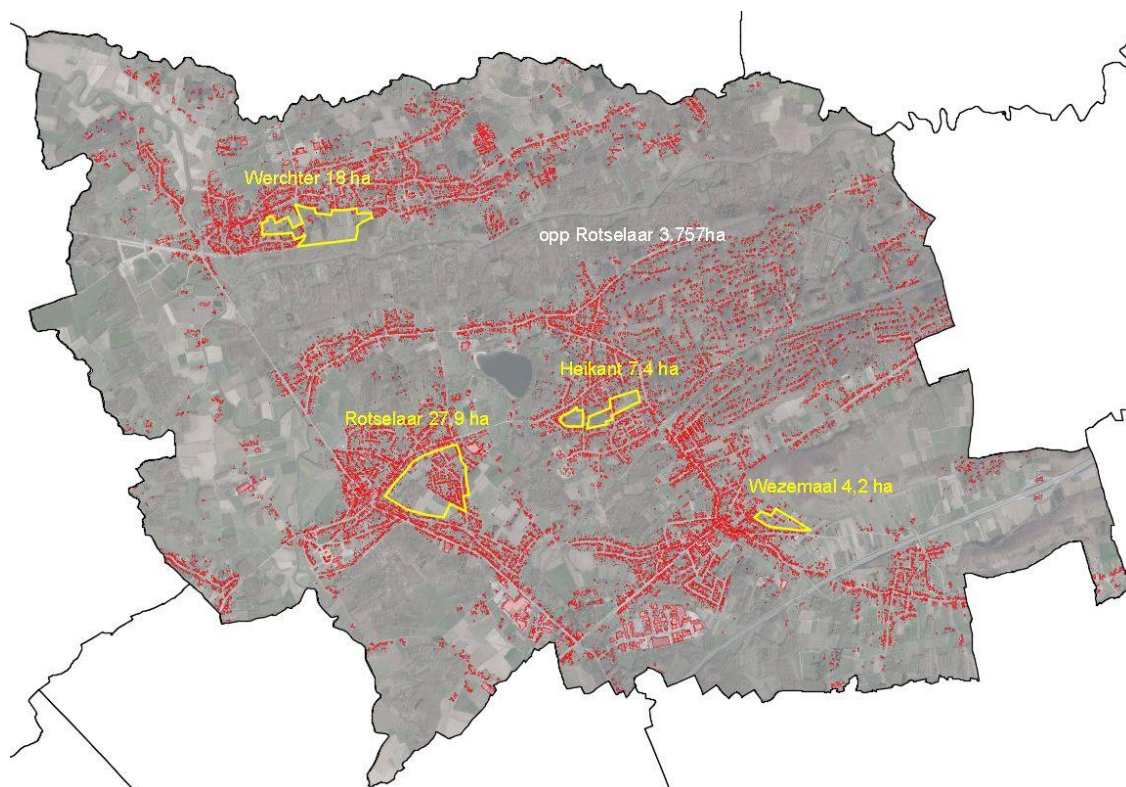 Werchter 18 ha
opp Rotselaar 3.757ha
Heikant 7,4 ha
Rotselaar 27,9 ha
Wezemaal 4,2 ha